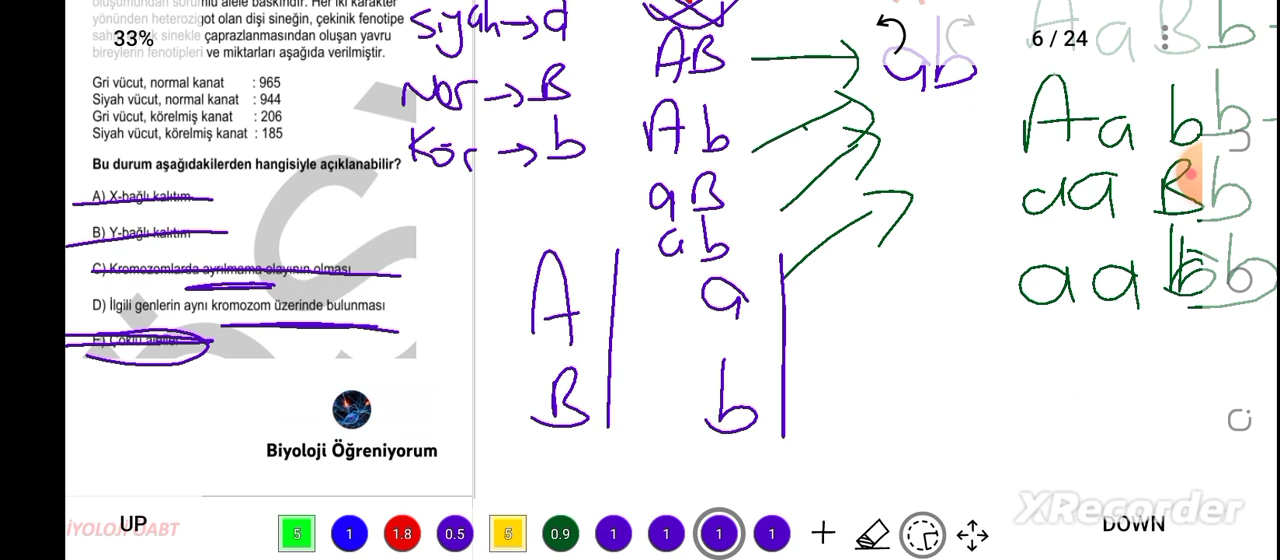 oluşumundan sorumlu alele baskındır. Her iki karakter
yönünden heterozigot olan dişi sineğin, çekinik fenotipe
çaprazlanmasından oluşan yavru
bireylerin fenotipleri ve miktarları aşağıda verilmiştir.
33%
Gri vücut, normal kanat : 965
Siyah vücut, normal kanat : 944
Gri vücut, körelmiş kanat : 206
Siyah vücut, körelmiş kanat : 185
Bu durum aşağıdakilerden hangisiyle açıklanabilir?
A) X-bağlı kalıtım
B) Y-bağlı kalıtım
C) Kromozomlarda ayrılmama olayının olması
D) İlgili genlerin aynı kromozom üzerinde bulunması
E) Çoklu aleller
Biyoloji Öğreniyorum
siyah→a
Nor→B
Kör→b
AB
Ab
aB
ab
A a
B b
ab
6 / 24
AaBb
Aabb
aaBb
aabb
İYOLOJİ ÖABT
UP
5 1 1.8 0.5 5 0.9 1 1 1 1
XRecorder
DOWN